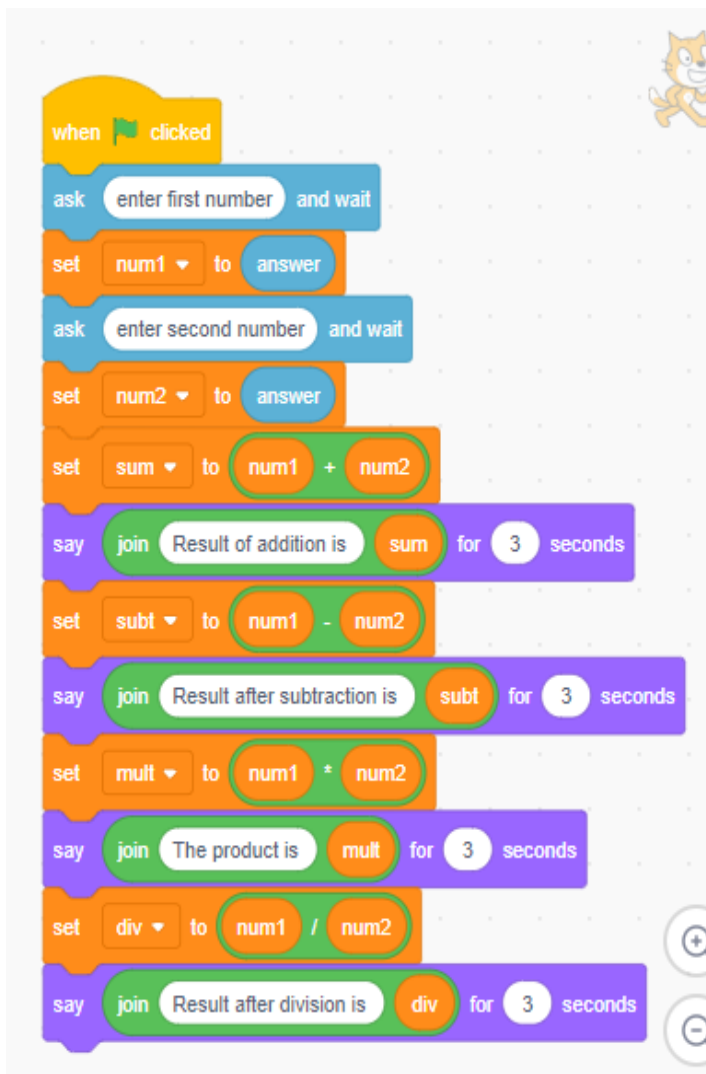 when clicked
ask enter first number and wait
set num1 to answer
ask enter second number and wait
set num2 to answer
set sum to num1 + num2
say join Result of addition is sum for 3 seconds
set subt to num1 - num2
say join Result after subtraction is subt for 3 seconds
set mult to num1 * num2
say join The product is mult for 3 seconds
set div to num1 / num2
say join Result after division is div for 3 seconds